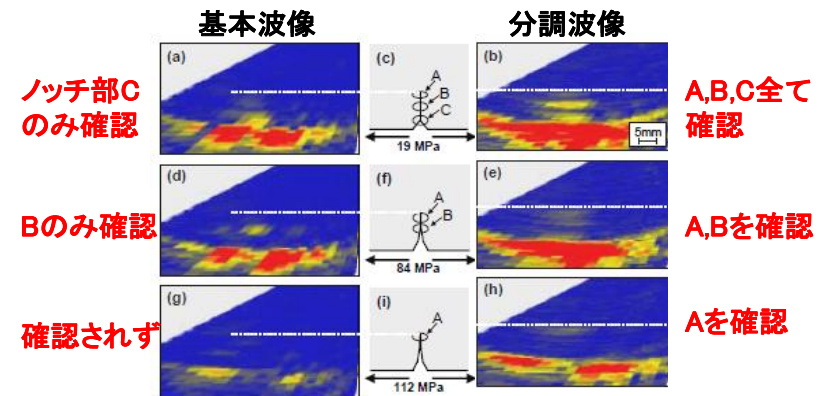 基本波像
分調波像
ノッチ部C
のみ確認
(a)
(c)
A
B
C
19 MPa
(b)
5mm
A,B,C全て
確認
Bのみ確認
(d)
(f)
A
B
84 MPa
(e)
A,Bを確認
確認されず
(g)
(i)
A
112 MPa
(h)
Aを確認